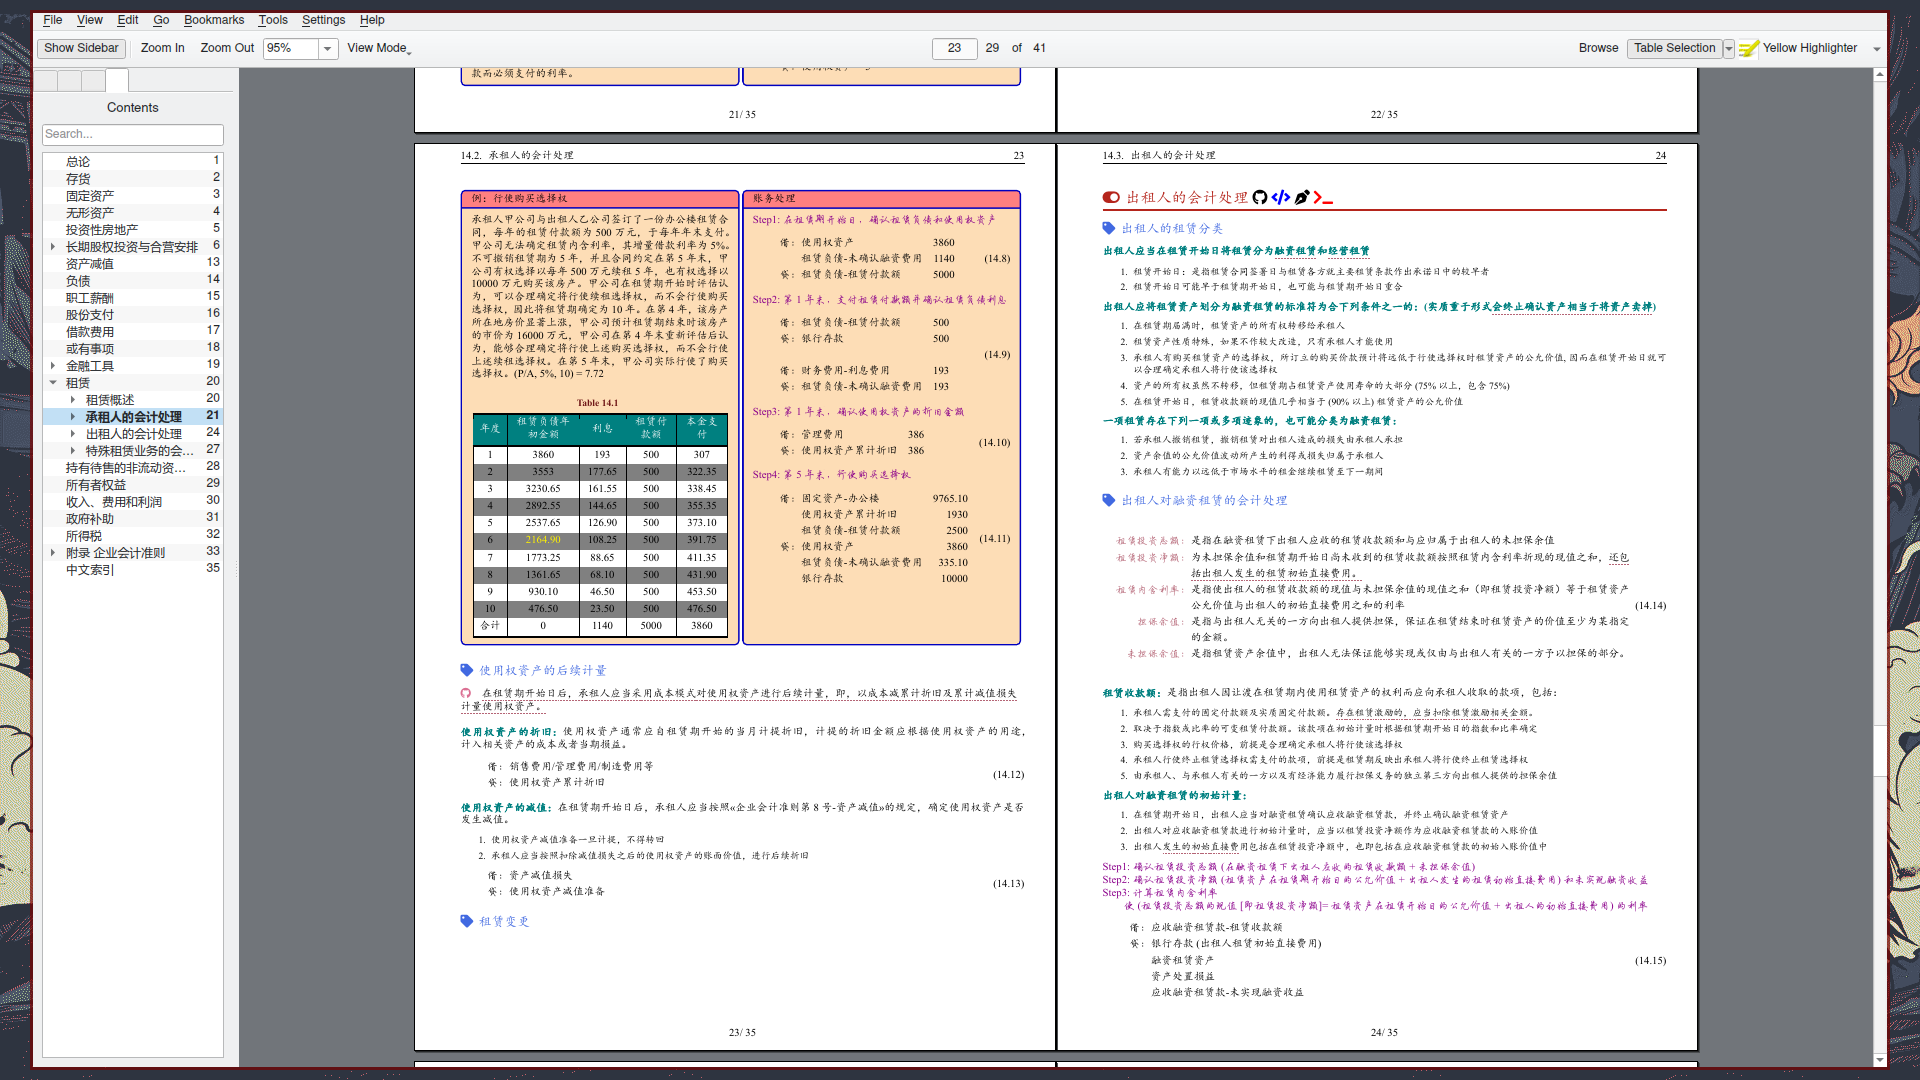 File View Edit Go Bookmarks Tools Settings Help
Show Sidebar Zoom In Zoom Out 95% View Mode 23 29 of 41 Browse Table Selection Yellow Highlighter
Contents
Search...
总论 1
存货 2
固定资产 3
无形资产 4
投资性房地产 5
长期股权投资与合营安排 6
资产减值 13
负债 14
职工薪酬 15
股份支付 16
借款费用 17
或有事项 18
金融工具 19
租赁 20
租赁概述 20
承租人的会计处理 21
出租人的会计处理 24
特殊租赁业务的会... 27
持有待售的非流动资... 28
所有者权益 29
收入、费用和利润 30
政府补助 31
所得税 32
附录 企业会计准则 33
中文索引 35
款而必须支付的利率。
21/ 35
22/ 35
14.2. 承租人的会计处理 23
例：行使购买选择权
承租人甲公司与出租人乙公司签订了一份办公楼租赁合
同，每年的租赁付款额为 500 万元，于每年年末支付。
甲公司无法确定租赁内含利率，其增量借款利率为 5%。
不可撤销租赁期为 5 年，并且合同约定在第 5 年末，甲
公司有权选择以每年 500 万元续租 5 年，也有权选择以
10000 万元购买该房产。甲公司在租赁期开始时评估认
为，可以合理确定将行使续租选择权，而不会行使购买
选择权，因此将租赁期确定为 10 年。在第 4 年，该房产
所在地房价显著上涨，甲公司预计租赁期结束时该房产
的市价为 16000 万元，甲公司在第 4 年末重新评估后认
为，能够合理确定将行使上述购买选择权，而不会行使
上述续租选择权。在第 5 年末，甲公司实际行使了购买
选择权。(P/A, 5%, 10) = 7.72
Table 14.1
年度 租赁负债年初金额 利息 租赁付款额 本金支付
1 3860 193 500 307
2 3553 177.65 500 322.35
3 3230.65 161.55 500 338.45
4 2892.55 144.65 500 355.35
5 2537.65 126.90 500 373.10
6 2164.90 108.25 500 391.75
7 1773.25 88.65 500 411.35
8 1361.65 68.10 500 431.90
9 930.10 46.50 500 453.50
10 476.50 23.50 500 476.50
合计 0 1140 5000 3860
账务处理
Step1: 在租赁期开始日，确认租赁负债和使用权资产
借：使用权资产 3860
租赁负债-未确认融资费用 1140 (14.8)
贷：租赁负债-租赁付款额 5000
Step2: 第 1 年末，支付租赁付款额并确认租赁负债利息
借：租赁负债-租赁付款额 500
贷：银行存款 500
(14.9)
借：财务费用-利息费用 193
贷：租赁负债-未确认融资费用 193
Step3: 第 1 年末，确认使用权资产的折旧金额
借：管理费用 386
(14.10)
贷：使用权资产累计折旧 386
Step4: 第 5 年末，行使购买选择权
借：固定资产-办公楼 9765.10
使用权资产累计折旧 1930
租赁负债-租赁付款额 2500
(14.11)
贷：使用权资产 3860
租赁负债-未确认融资费用 335.10
银行存款 10000
使用权资产的后续计量
在租赁期开始日后，承租人应当采用成本模式对使用权资产进行后续计量，即，以成本减累计折旧及累计减值损失
计量使用权资产。
使用权资产的折旧：使用权资产通常应自租赁期开始的当月计提折旧，计提的折旧金额应根据使用权资产的用途，
计入相关资产的成本或者当期损益。
借：销售费用/管理费用/制造费用等
(14.12)
贷：使用权资产累计折旧
使用权资产的减值：在租赁期开始日后，承租人应当按照«企业会计准则第 8 号-资产减值»的规定，确定使用权资产是否
发生减值。
1. 使用权资产减值准备一旦计提，不得转回
2. 承租人应当按照扣除减值损失之后的使用权资产的账面价值，进行后续折旧
借：资产减值损失
(14.13)
贷：使用权资产减值准备
租赁变更
23/ 35
14.3. 出租人的会计处理 24
出租人的会计处理
出租人的租赁分类
出租人应当在租赁开始日将租赁分为融资租赁和经营租赁
1. 租赁开始日：是指租赁合同签署日与租赁各方就主要租赁条款作出承诺日中的较早者
2. 租赁开始日可能早于租赁期开始日，也可能与租赁期开始日重合
出租人应将租赁资产划分为融资租赁的标准符为合下列条件之一的：(实质重于形式会终止确认资产相当于将资产卖掉)
1. 在租赁期届满时，租赁资产的所有权转移给承租人
2. 租赁资产性质特殊，如果不作较大改造，只有承租人才能使用
3. 承租人有购买租赁资产的选择权，所订立的购买价款预计将远低于行使选择权时租赁资产的公允价值, 因而在租赁开始日就可
以合理确定承租人将行使该选择权
4. 资产的所有权虽然不转移，但租赁期占租赁资产使用寿命的大部分 (75% 以上，包含 75%)
5. 在租赁开始日，租赁收款额的现值几乎相当于 (90% 以上) 租赁资产的公允价值
一项租赁存在下列一项或多项迹象的，也可能分类为融资租赁：
1. 若承租人撤销租赁，撤销租赁对出租人造成的损失由承租人承担
2. 资产余值的公允价值波动所产生的利得或损失归属于承租人
3. 承租人有能力以远低于市场水平的租金继续租赁至下一期间
出租人对融资租赁的会计处理
租赁投资总额：是指在融资租赁下出租人应收的租赁收款额和与应归属于出租人的未担保余值
租赁投资净额：为未担保余值和租赁期开始日尚未收到的租赁收款额按照租赁内含利率折现的现值之和，还包
括出租人发生的租赁初始直接费用。
租赁内含利率：是指使出租人的租赁收款额的现值与未担保余值的现值之和（即租赁投资净额）等于租赁资产
公允价值与出租人的初始直接费用之和的利率 (14.14)
担保余值：是指与出租人无关的一方向出租人提供担保，保证在租赁结束时租赁资产的价值至少为某指定
的金额。
未担保余值：是指租赁资产余值中，出租人无法保证能够实现或仅由与出租人有关的一方予以担保的部分。
租赁收款额：是指出租人因让渡在租赁期内使用租赁资产的权利而应向承租人收取的款项，包括：
1. 承租人需支付的固定付款额及实质固定付款额。存在租赁激励的，应当扣除租赁激励相关金额。
2. 取决于指数或比率的可变租赁付款额。该款项在初始计量时根据租赁期开始日的指数和比率确定
3. 购买选择权的行权价格，前提是合理确定承租人将行使该选择权
4. 承租人行使终止租赁选择权需支付的款项，前提是租赁期反映出承租人将行使终止租赁选择权
5. 由承租人、与承租人有关的一方以及有经济能力履行担保义务的独立第三方向出租人提供的担保余值
出租人对融资租赁的初始计量：
1. 在租赁期开始日，出租人应当对融资租赁确认应收融资租赁款，并终止确认融资租赁资产
2. 出租人对应收融资租赁款进行初始计量时，应当以租赁投资净额作为应收融资租赁款的入账价值
3. 出租人发生的初始直接费用包括在租赁投资净额中，也即包括在应收融资租赁款的初始入账价值中
Step1: 确认租赁投资总额 (在融资租赁下出租人应收的租赁收款额 + 未担保余值)
Step2: 确认租赁投资净额 (租赁资产在租赁期开始日的公允价值 + 出租人发生的租赁初始直接费用) 和未实现融资收益
Step3: 计算租赁内含利率
使 (租赁投资总额的现值 [即租赁投资净额]= 租赁资产在租赁开始日的公允价值 + 出租人的初始直接费用) 的利率
借：应收融资租赁款-租赁收款额
贷：银行存款 (出租人租赁初始直接费用)
融资租赁资产 (14.15)
资产处置损益
应收融资租赁款-未实现融资收益
24/ 35